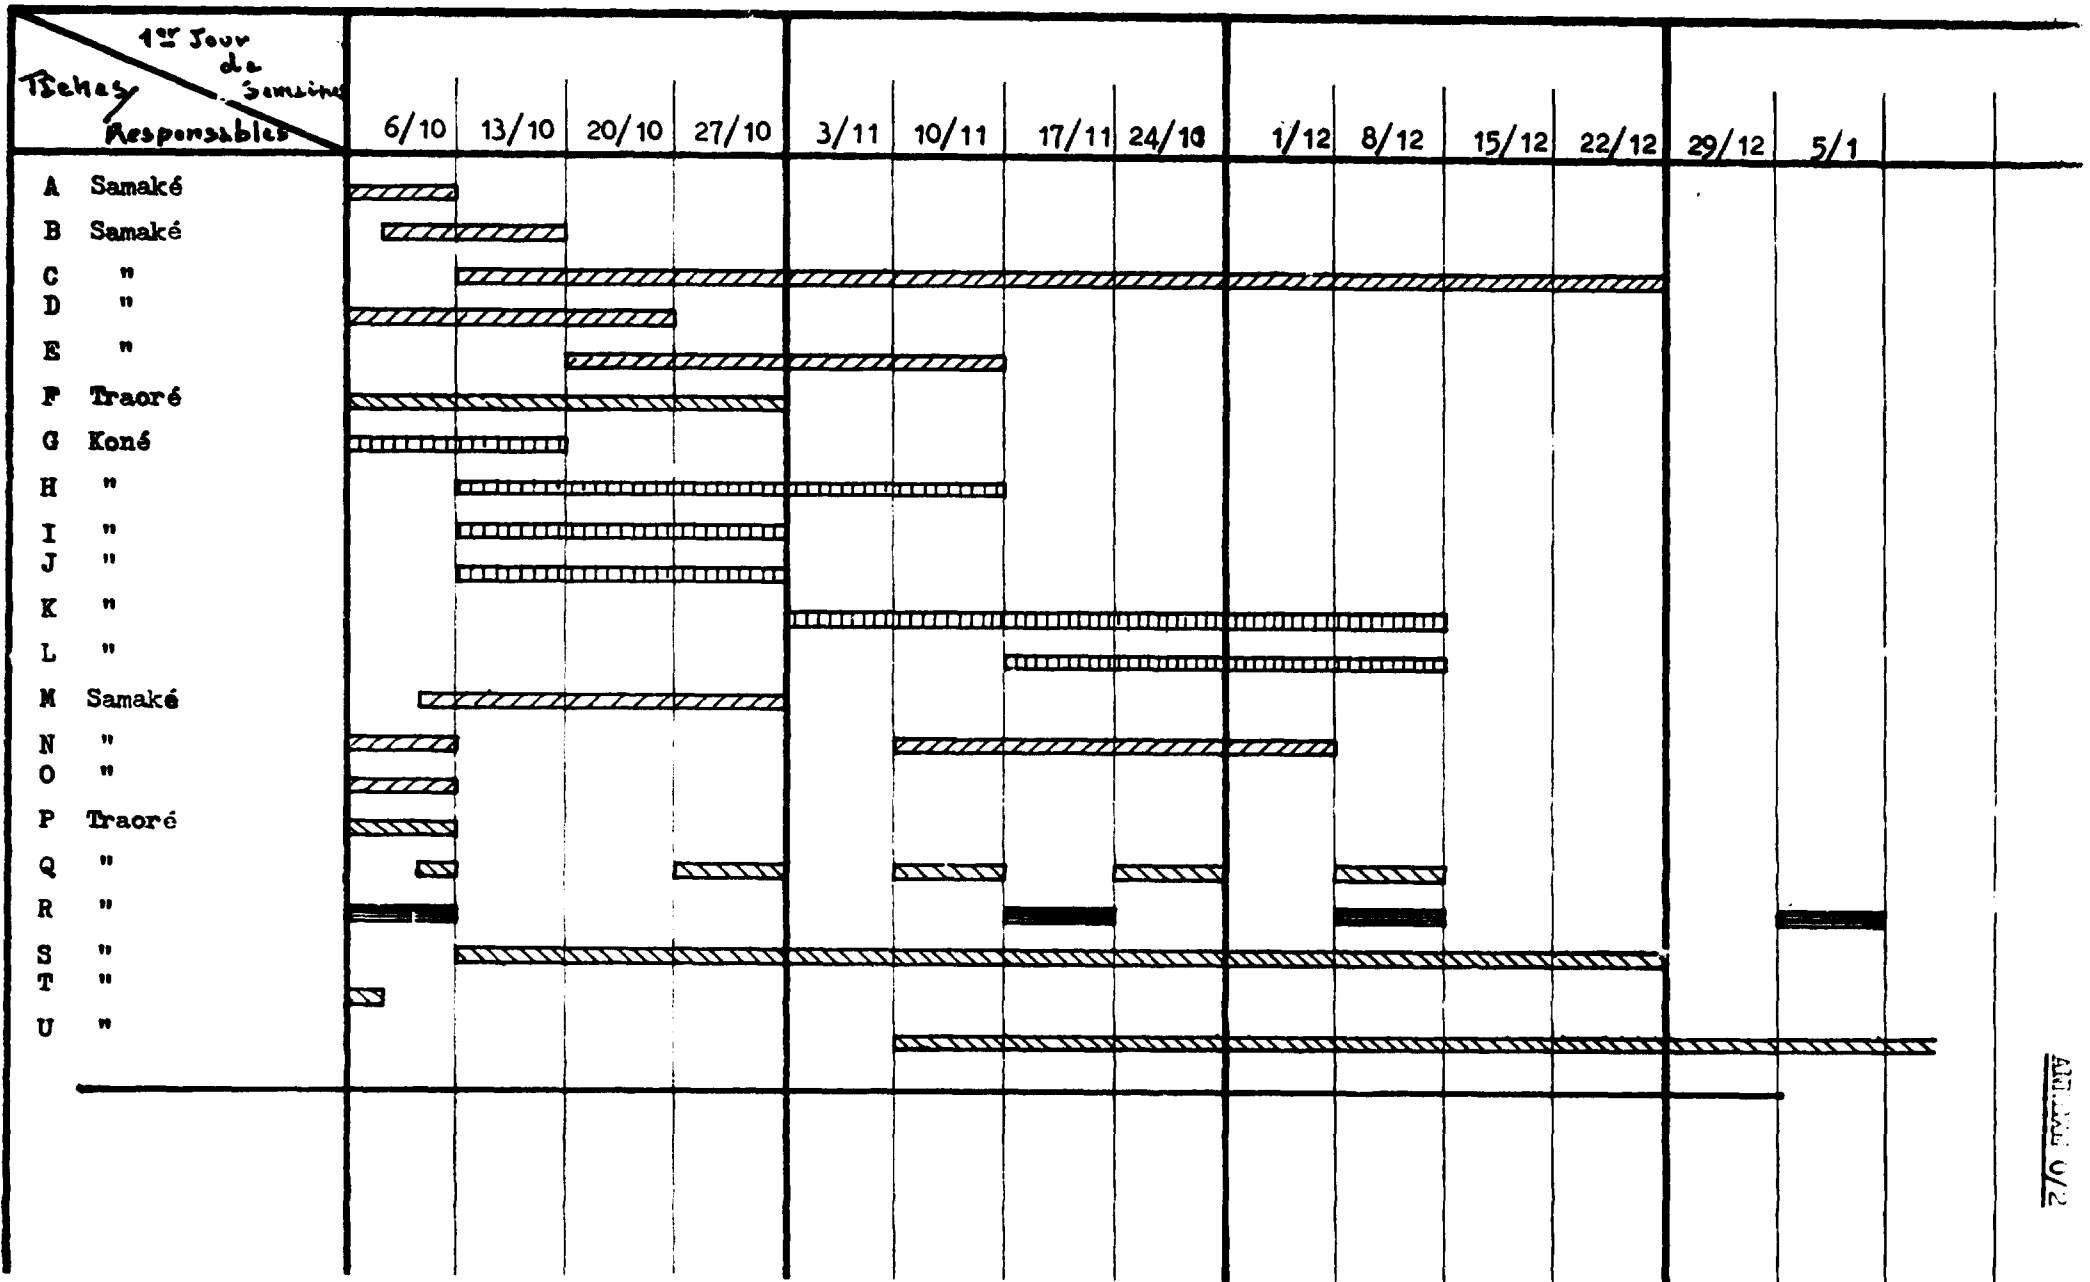 1er Jour
de
Semaine
Tâches/
Responsables
6/10 13/10 20/10 27/10 3/11 10/11 17/11 24/10 1/12 8/12 15/12 22/12 29/12 5/1
A Samaké
B Samaké
C "
D "
E "
F Traoré
G Koné
H "
I "
J "
K "
L "
M Samaké
N "
O "
P Traoré
Q "
R "
S "
T "
U "
0/2